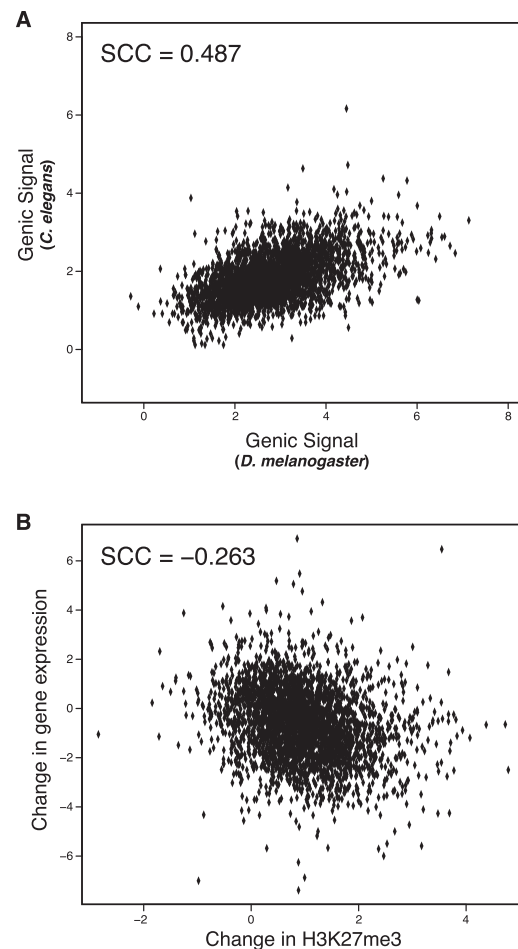 A
SCC = 0.487
8
6
4
2
0
Genic Signal
(C. elegans)
0 2 4 6 8
Genic Signal
(D. melanogaster)
B
SCC = −0.263
6
4
2
0
−2
−4
−6
Change in gene expression
−2 0 2 4
Change in H3K27me3